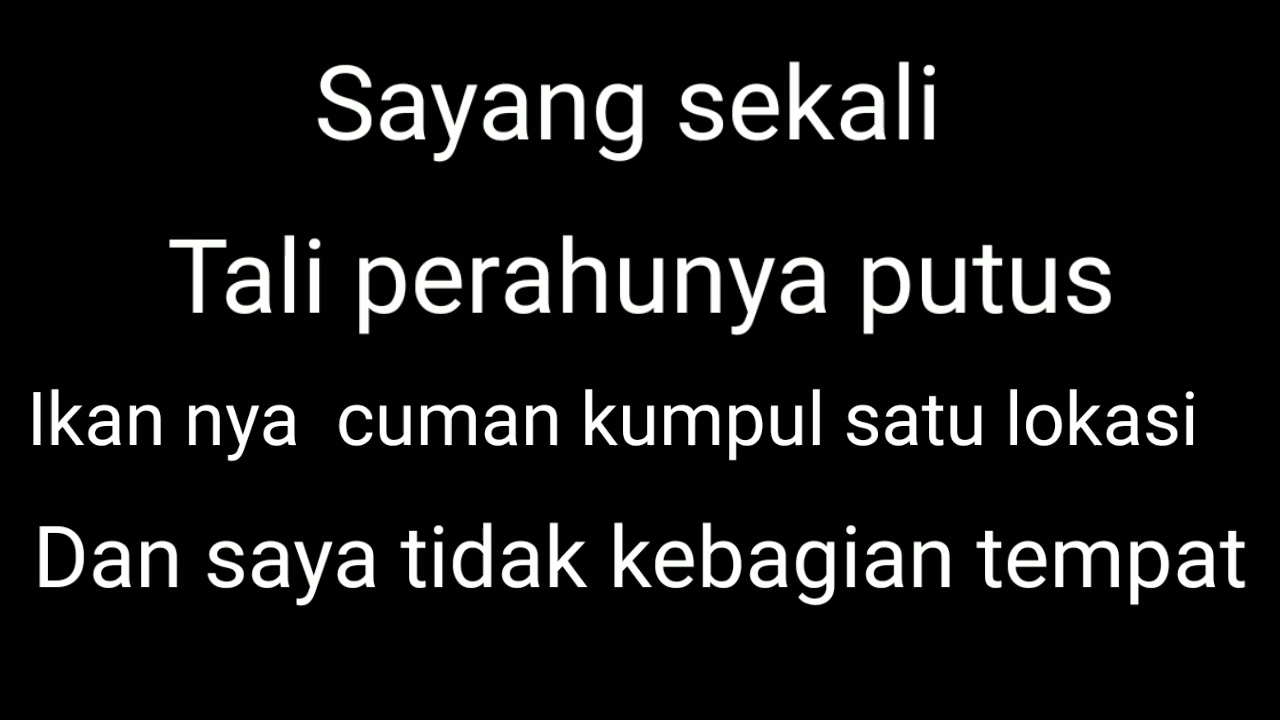 Sayang sekali
Tali perahunya putus
Ikan nya  cuman kumpul satu lokasi
Dan saya tidak kebagian tempat